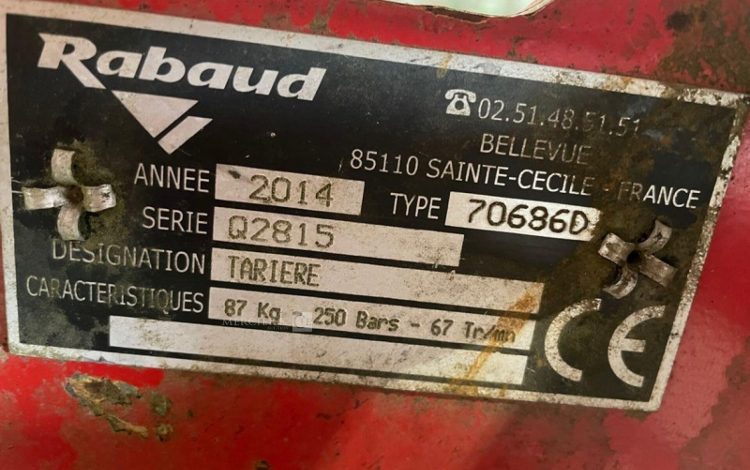 Rabaud
☎02.51.48.51.51
BELLEVUE
85110 SAINTE-CECILE - FRANCE
ANNEE 2014 TYPE 70686D
SERIE Q2815
DESIGNATION TARIERE
CARACTERISTIQUES 87 Kg - 250 Bars - 67 Tr/mn
CE